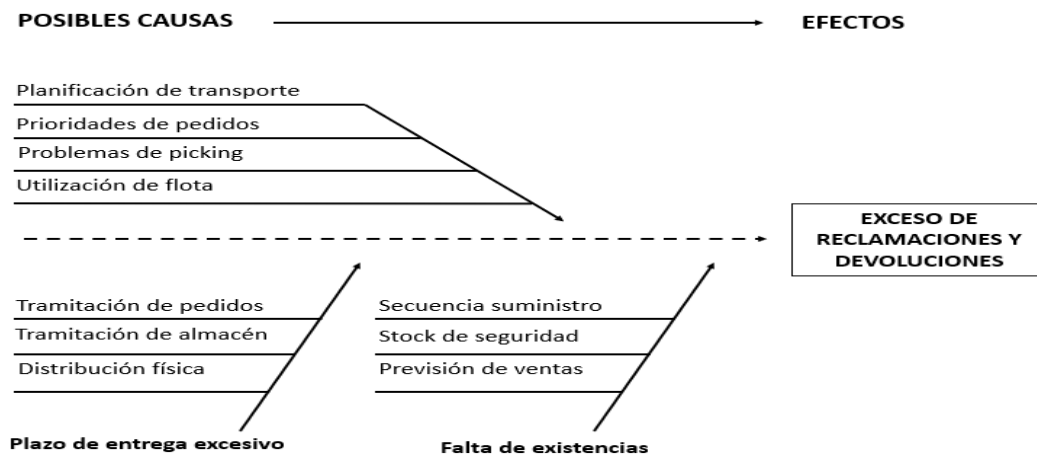 POSIBLES CAUSAS
EFECTOS
Planificación de transporte
Prioridades de pedidos
Problemas de picking
Utilización de flota
EXCESO DE
RECLAMACIONES Y
DEVOLUCIONES
Tramitación de pedidos
Tramitación de almacén
Distribución física
Plazo de entrega excesivo
Secuencia suministro
Stock de seguridad
Previsión de ventas
Falta de existencias